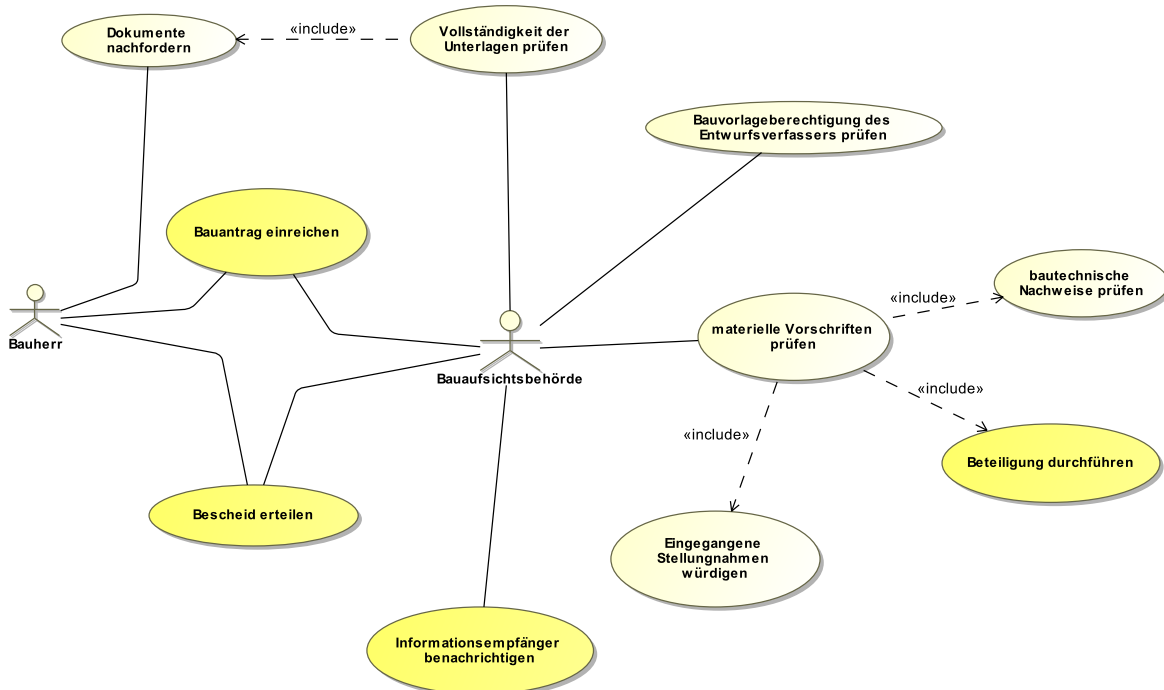 Dokumente
nachfordern
«include»
Vollständigkeit der
Unterlagen prüfen
Bauvorlageberechtigung des
Entwurfsverfassers prüfen
Bauantrag einreichen
bautechnische
Nachweise prüfen
«include»
Bauherr
materielle Vorschriften
prüfen
Bauaufsichtsbehörde
«include»
«include»
Beteiligung durchführen
Bescheid erteilen
Eingegangene
Stellungnahmen
würdigen
Informationsempfänger
benachrichtigen